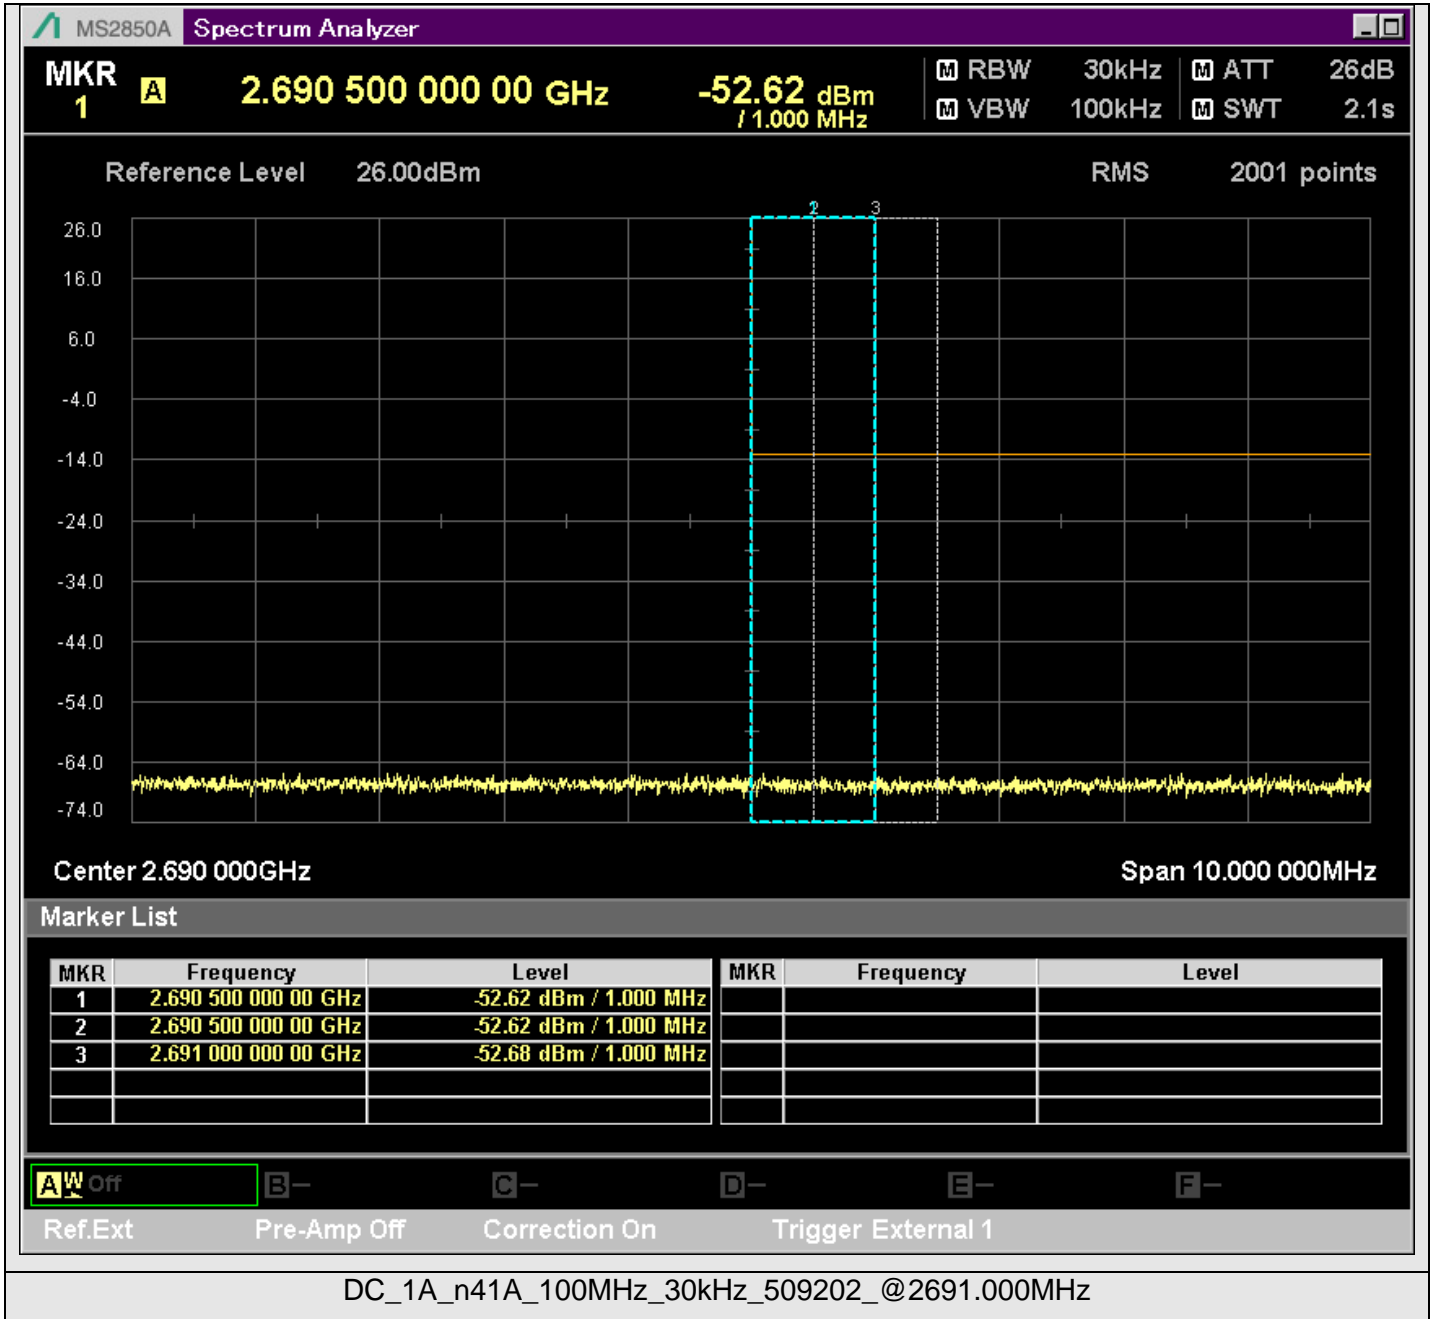 MS2850A Spectrum Analyzer
MKR 1 A 2.690 500 000 00 GHz -52.62 dBm / 1.000 MHz
M RBW 30kHz M ATT 26dB
M VBW 100kHz M SWT 2.1s
Reference Level 26.00dBm RMS 2001 points
2 3
26.0
16.0
6.0
-4.0
-14.0
-24.0
-34.0
-44.0
-54.0
-64.0
-74.0
Center 2.690 000GHz Span 10.000 000MHz
Marker List
MKR Frequency Level MKR Frequency Level
1 2.690 500 000 00 GHz -52.62 dBm / 1.000 MHz
2 2.690 500 000 00 GHz -52.62 dBm / 1.000 MHz
3 2.691 000 000 00 GHz -52.68 dBm / 1.000 MHz
A W Off B - C - D - E - F -
Ref.Ext Pre-Amp Off Correction On Trigger External 1
DC_1A_n41A_100MHz_30kHz_509202_@2691.000MHz